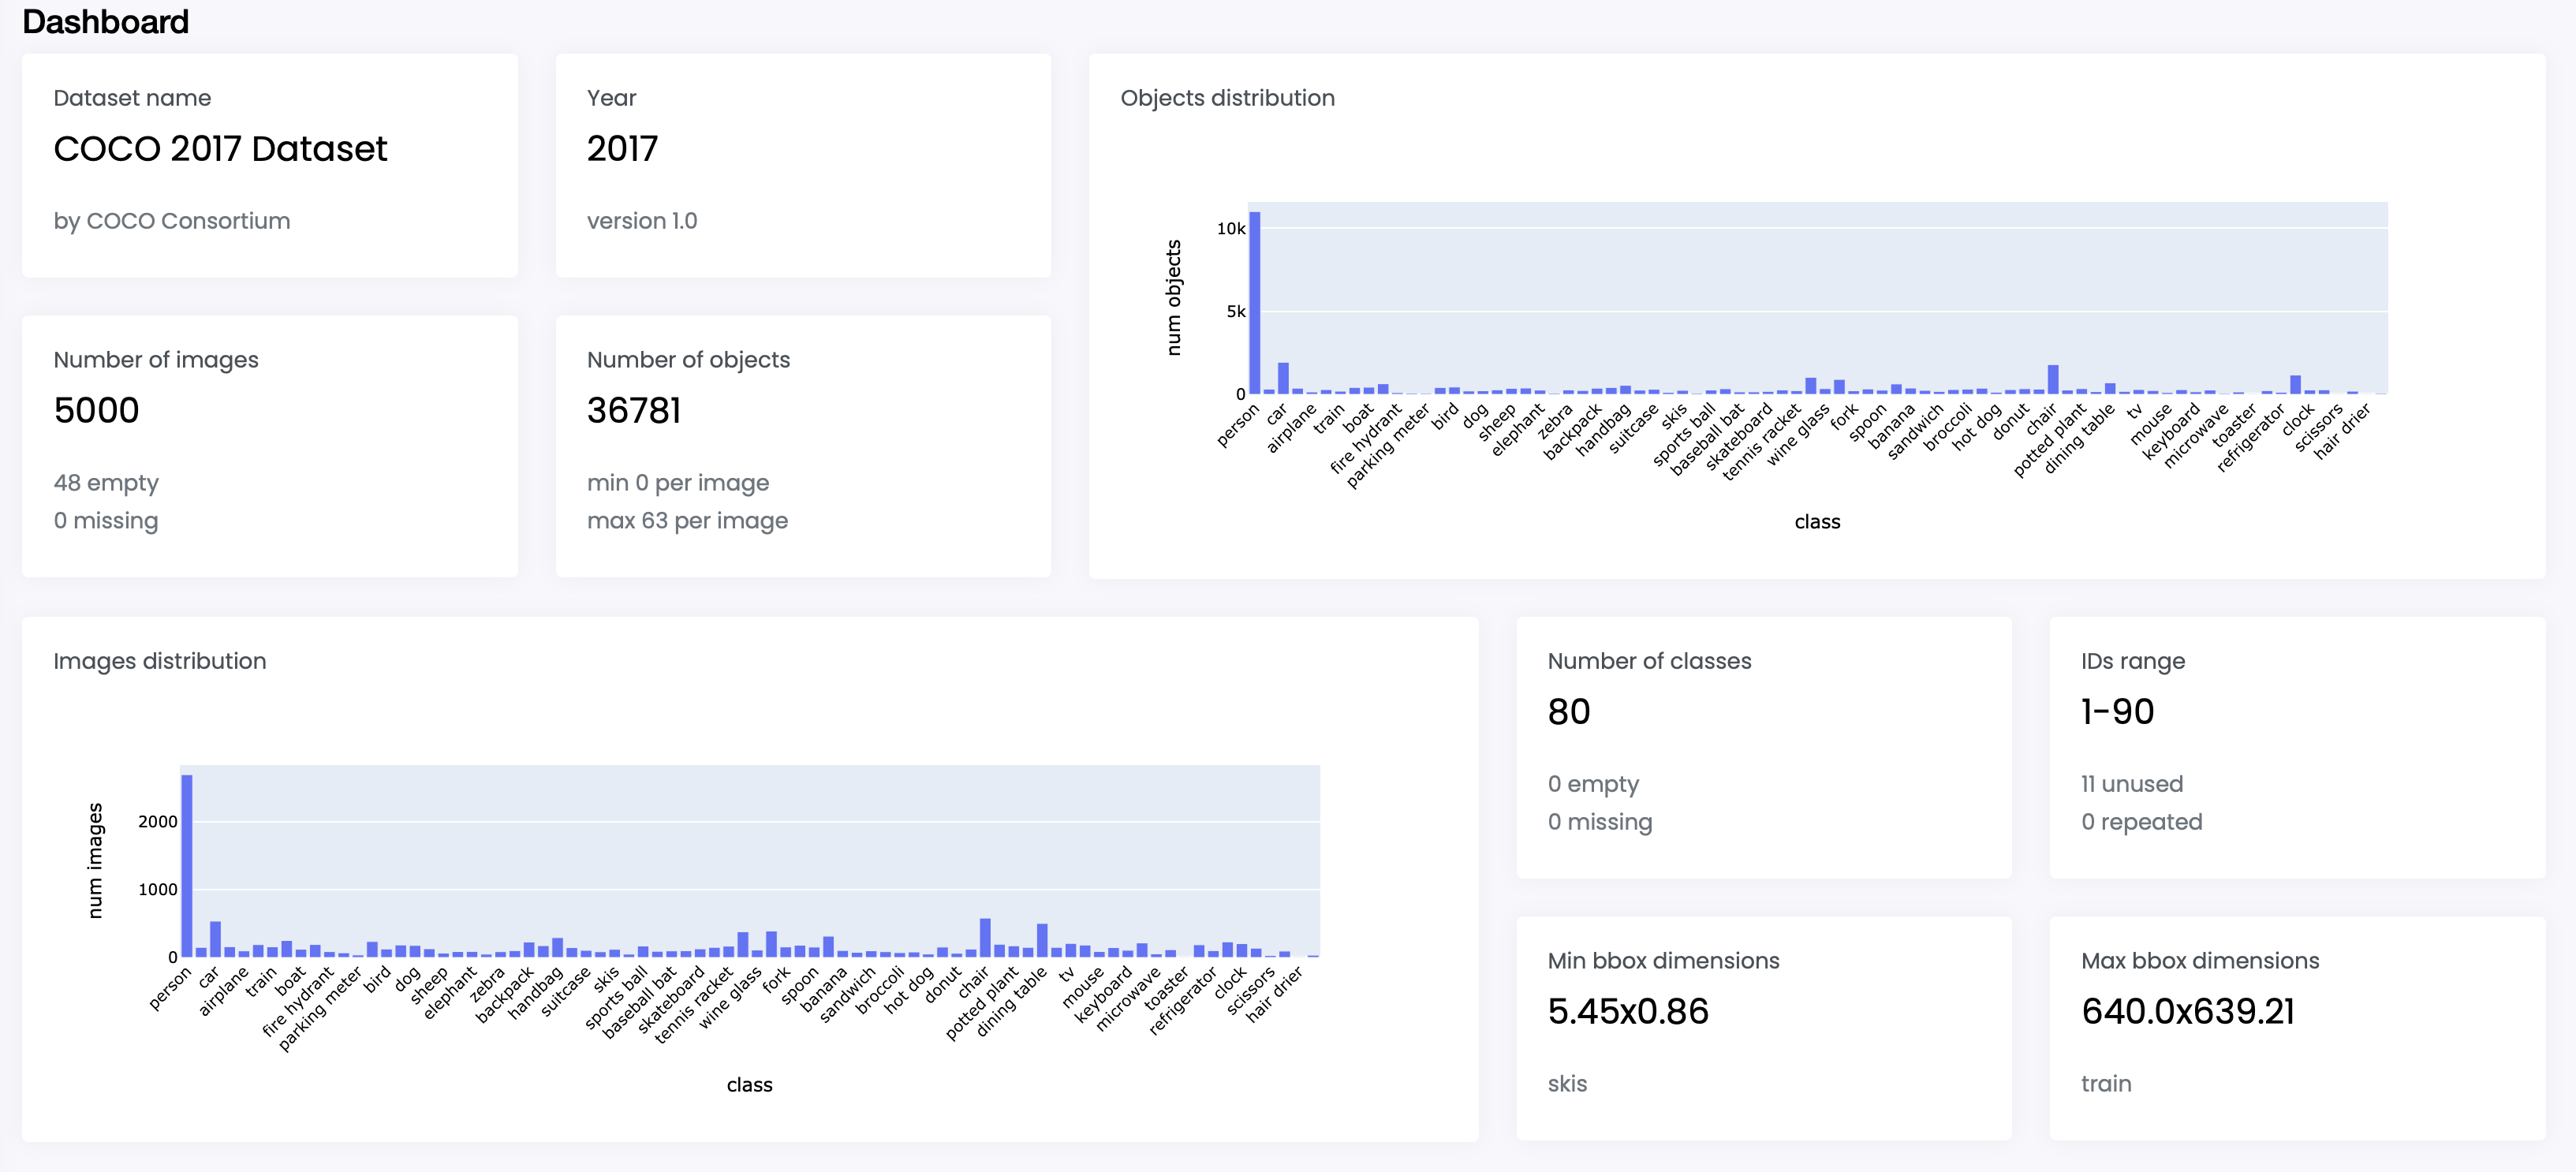 Dashboard
Dataset name
COCO 2017 Dataset
by COCO Consortium
Year
2017
version 1.0
Number of images
5000
48 empty
0 missing
Number of objects
36781
min 0 per image
max 63 per image
Objects distribution
num objects
10k
5k
0
person
car
airplane
train
boat
fire hydrant
parking meter
bird
dog
sheep
elephant
zebra
backpack
handbag
suitcase
skis
sports ball
baseball bat
skateboard
tennis racket
wine glass
fork
spoon
banana
sandwich
broccoli
hot dog
donut
chair
potted plant
dining table
tv
mouse
keyboard
microwave
toaster
refrigerator
clock
scissors
hair drier
class
Images distribution
num images
2000
1000
0
person
car
airplane
train
boat
fire hydrant
parking meter
bird
dog
sheep
elephant
zebra
backpack
handbag
suitcase
skis
sports ball
baseball bat
skateboard
tennis racket
wine glass
fork
spoon
banana
sandwich
broccoli
hot dog
donut
chair
potted plant
dining table
tv
mouse
keyboard
microwave
toaster
refrigerator
clock
scissors
hair drier
class
Number of classes
80
0 empty
0 missing
IDs range
1-90
11 unused
0 repeated
Min bbox dimensions
5.45x0.86
skis
Max bbox dimensions
640.0x639.21
train